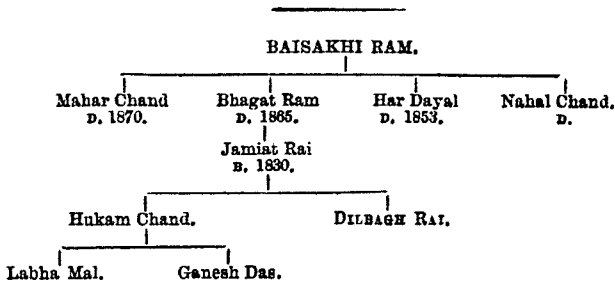 BAISAKHI RAM.
Mahar Chand Bhagat Ram Har Dayal Nahal Chand.
D. 1870. D. 1865. D. 1853. D.
Jamiat Rai
B. 1830.
Hukam Chand. DILBAGH RAI.
Labha Mal. Ganesh Das.